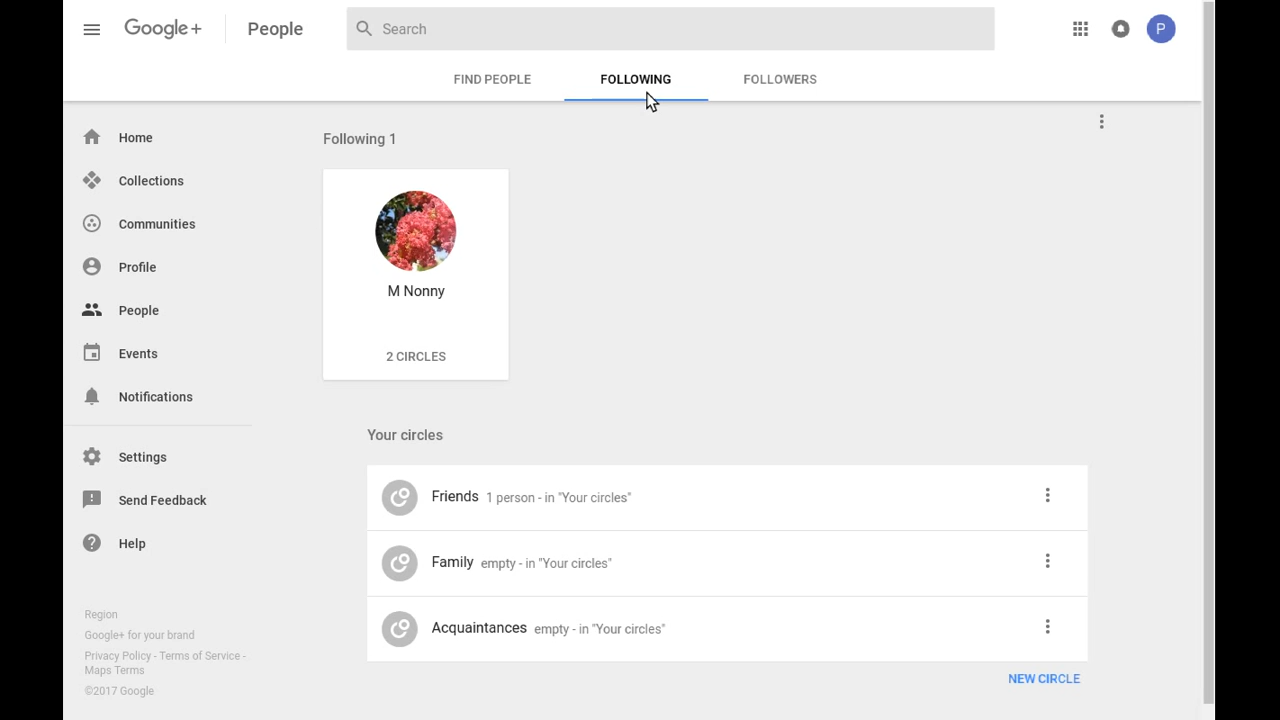 Google+ People Search P
FIND PEOPLE FOLLOWING FOLLOWERS
Home
Collections
Communities
Profile
People
Events
Notifications
Settings
Send Feedback
Help
Region
Google+ for your brand
Privacy Policy - Terms of Service -
Maps Terms
©2017 Google
Following 1
M Nonny
2 CIRCLES
Your circles
Friends 1 person - in "Your circles"
Family empty - in "Your circles"
Acquaintances empty - in "Your circles"
NEW CIRCLE